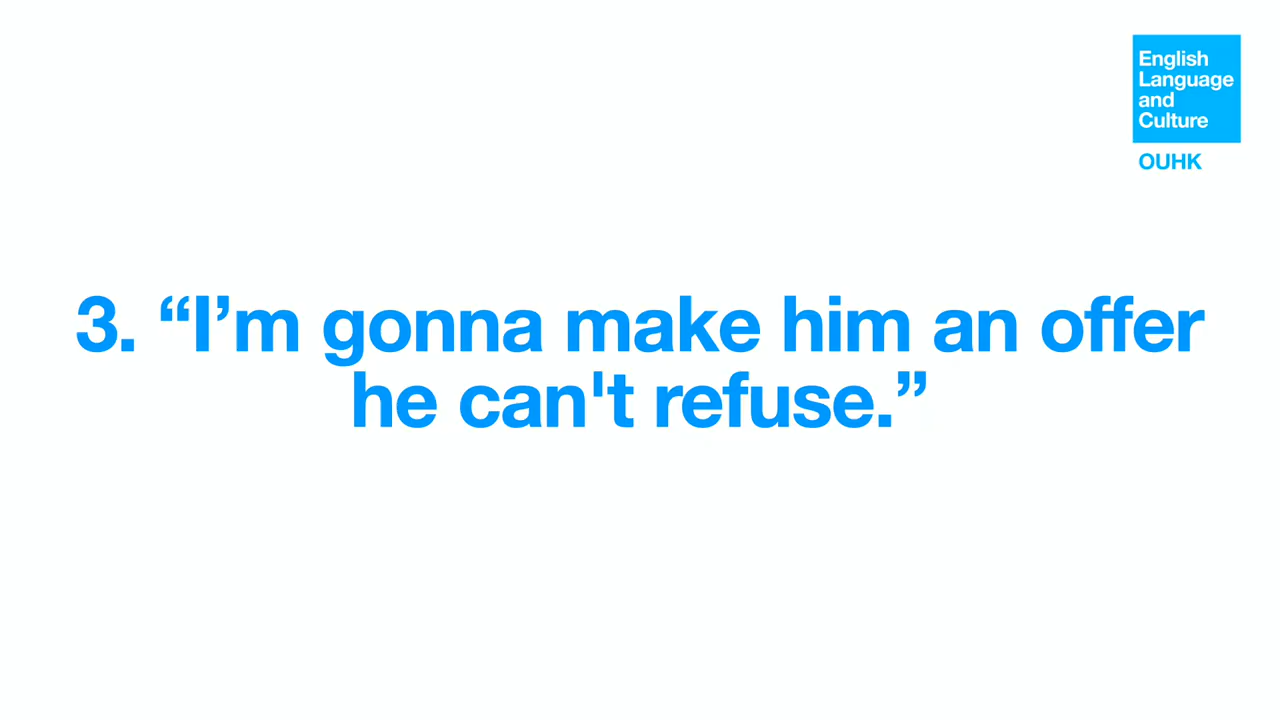 English
Language
and
Culture
OUHK
3. “I’m gonna make him an offer
he can't refuse.”